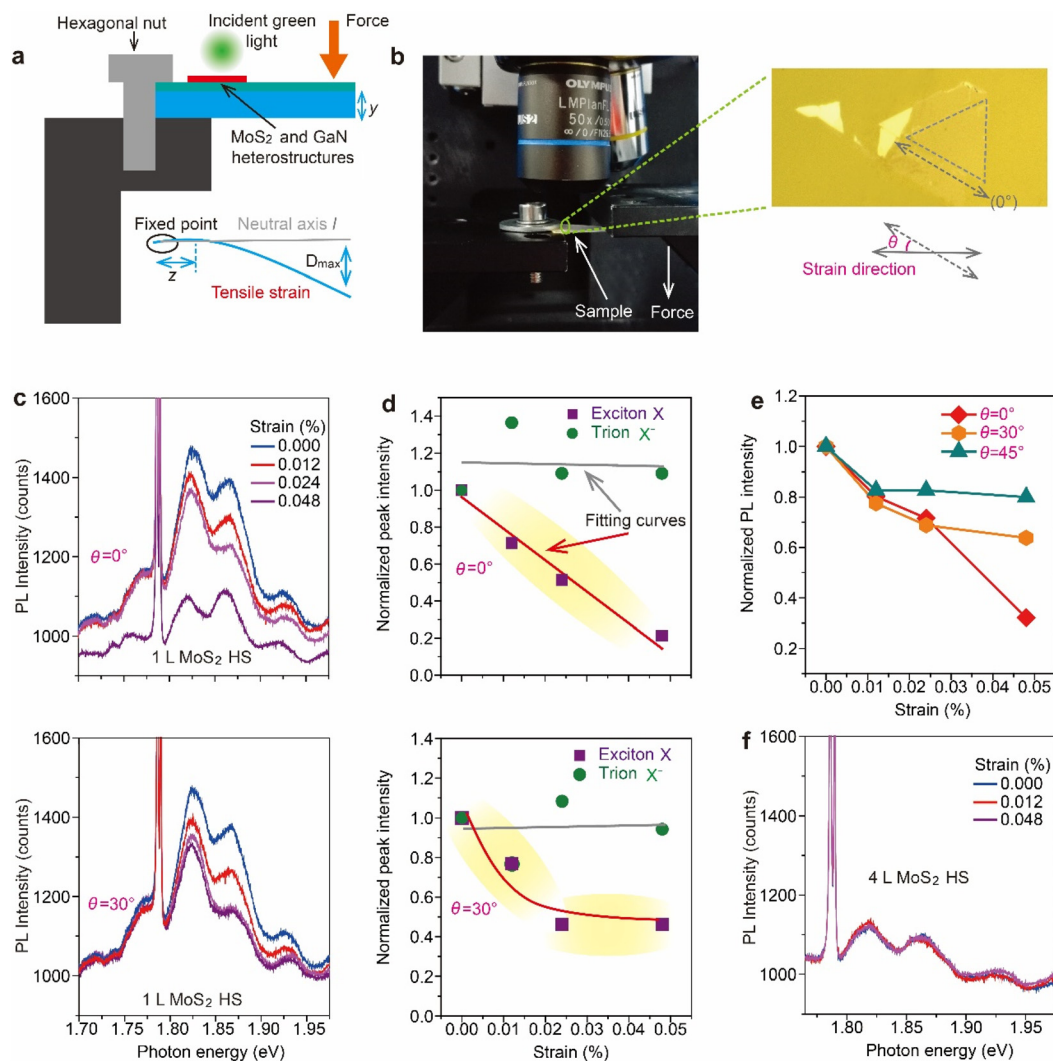 a
Hexagonal nut
Incident green
light
Force
y
MoS₂ and GaN
heterostructures
Fixed point
Neutral axis l
z
Dmax
Tensile strain
b
OLYMPUS
LMPlanFL
50x/0.5
∞/0/FN26
Sample
Force
(0°)
θ
Strain direction
c
1600
1400
1200
1000
PL Intensity (counts)
Strain (%)
0.000
0.012
0.024
0.048
θ=0°
1 L MoS₂ HS
1600
1400
1200
1000
PL Intensity (counts)
θ=30°
1 L MoS₂ HS
1.70
1.75
1.80
1.85
1.90
1.95
Photon energy (eV)
d
1.4
1.2
1.0
0.8
0.6
0.4
0.2
0.0
Normalized peak intensity
Exciton X
Trion X⁻
Fitting curves
θ=0°
1.4
1.2
1.0
0.8
0.6
0.4
0.2
0.0
Normalized peak intensity
Exciton X
Trion X⁻
θ=30°
0.00
0.01
0.02
0.03
0.04
0.05
Strain (%)
e
1.2
1.0
0.8
0.6
0.4
0.2
Normalized PL intensity
θ=0°
θ=30°
θ=45°
0.00
0.01
0.02
0.03
0.04
0.05
Strain (%)
f
1600
1400
1200
1000
PL Intensity (counts)
Strain (%)
0.000
0.012
0.048
4 L MoS₂ HS
1.80
1.85
1.90
1.95
Photon energy (eV)